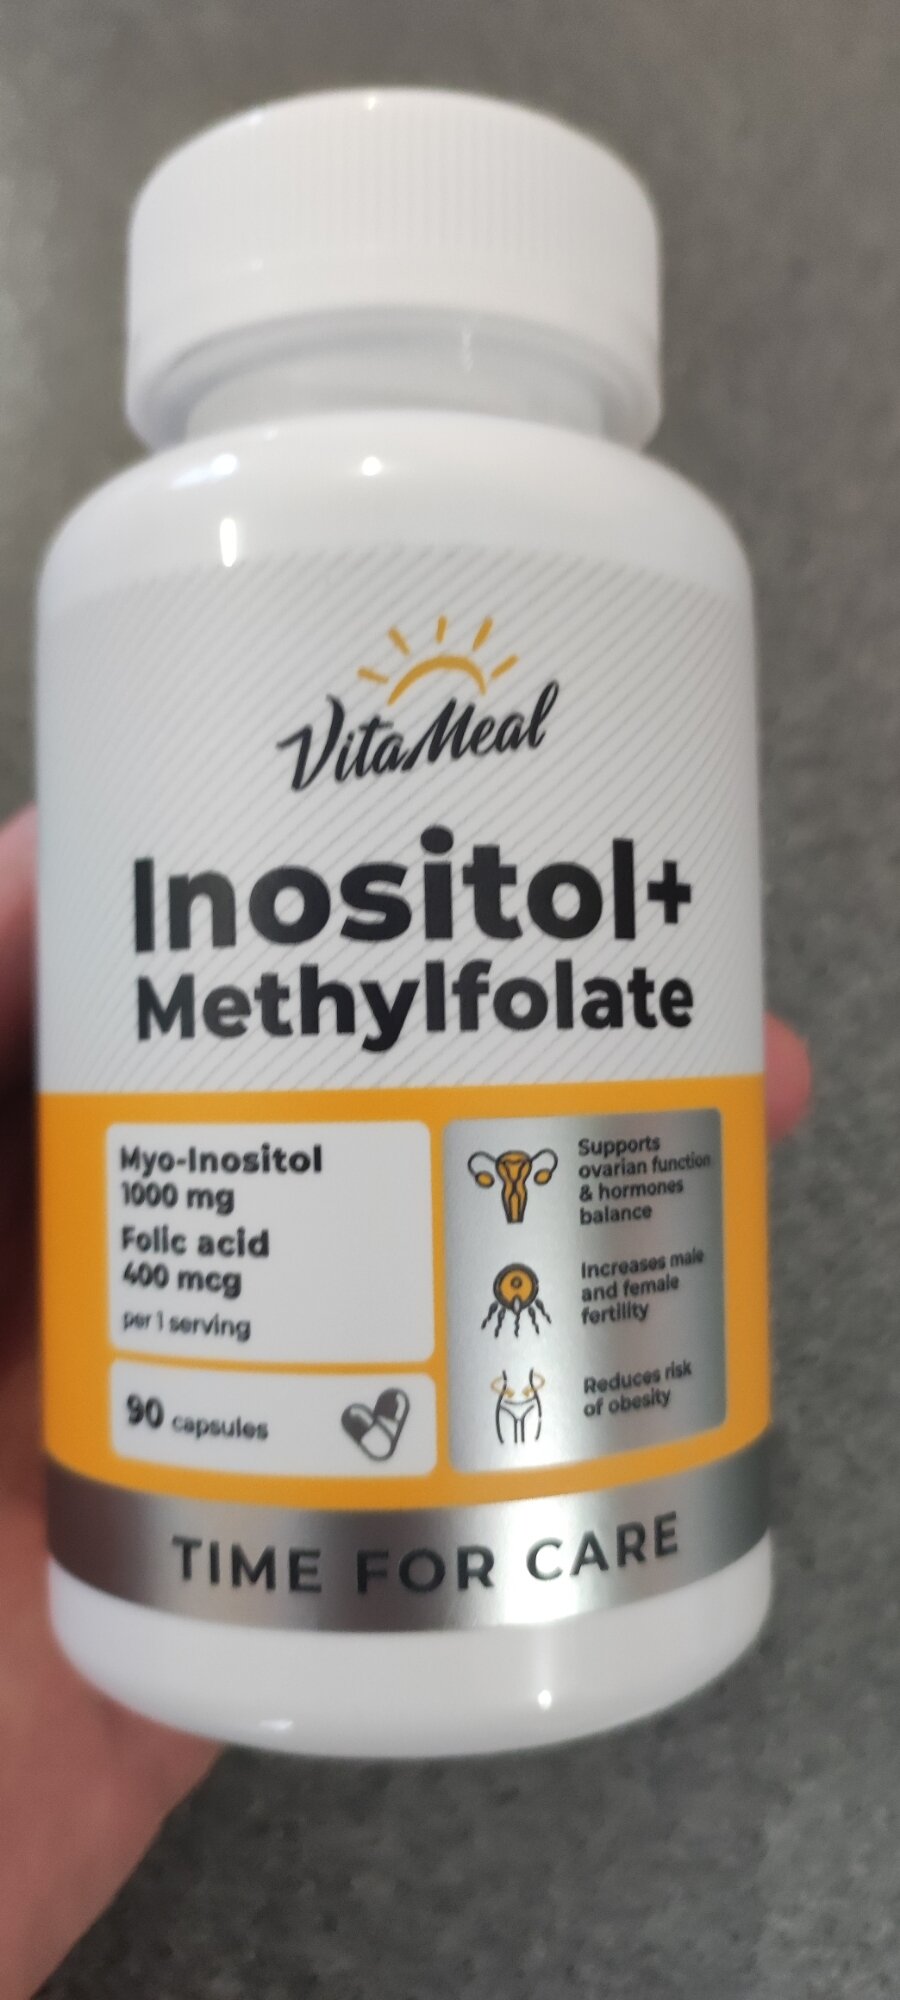 VitaMeal
Inositol+
Methylfolate
Myo-Inositol
1000 mg
Folic acid
400 mcg
per 1 serving
90 capsules
Supports
ovarian function
& hormones
balance
Increases male
and female
fertility
Reduces risk
of obesity
TIME FOR CARE